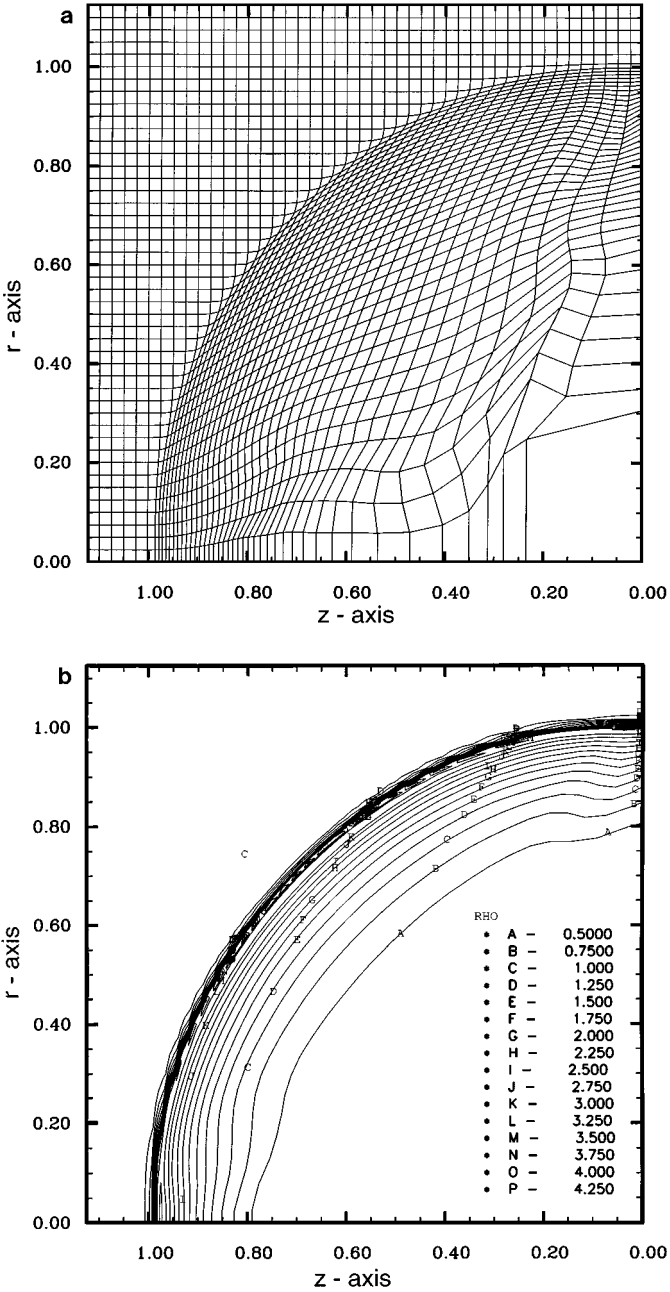 a
1.00
0.80
0.60
0.40
0.20
0.00
r - axis
1.00 0.80 0.60 0.40 0.20 0.00
z - axis
b
1.00
0.80
0.60
0.40
0.20
0.00
r - axis
C
A
B
C
D
A
B
C
D
E
E
F
G
H
K
C
RHO
* A - 0.5000
* B - 0.7500
* C - 1.000
* D - 1.250
* E - 1.500
* F - 1.750
* G - 2.000
* H - 2.250
* I - 2.500
* J - 2.750
* K - 3.000
* L - 3.250
* M - 3.500
* N - 3.750
* O - 4.000
* P - 4.250
1.00 0.80 0.60 0.40 0.20 0.00
z - axis